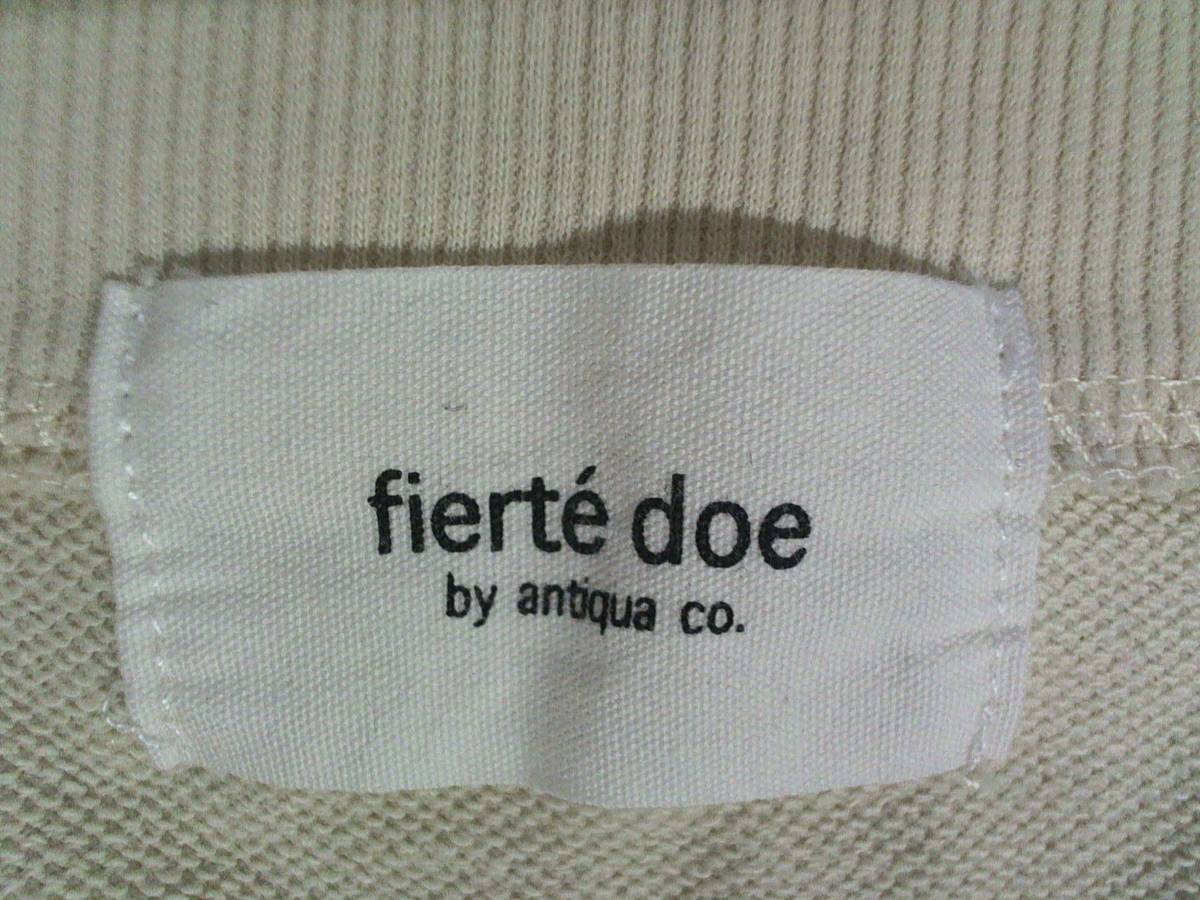 fierté doe
by antiqua co.